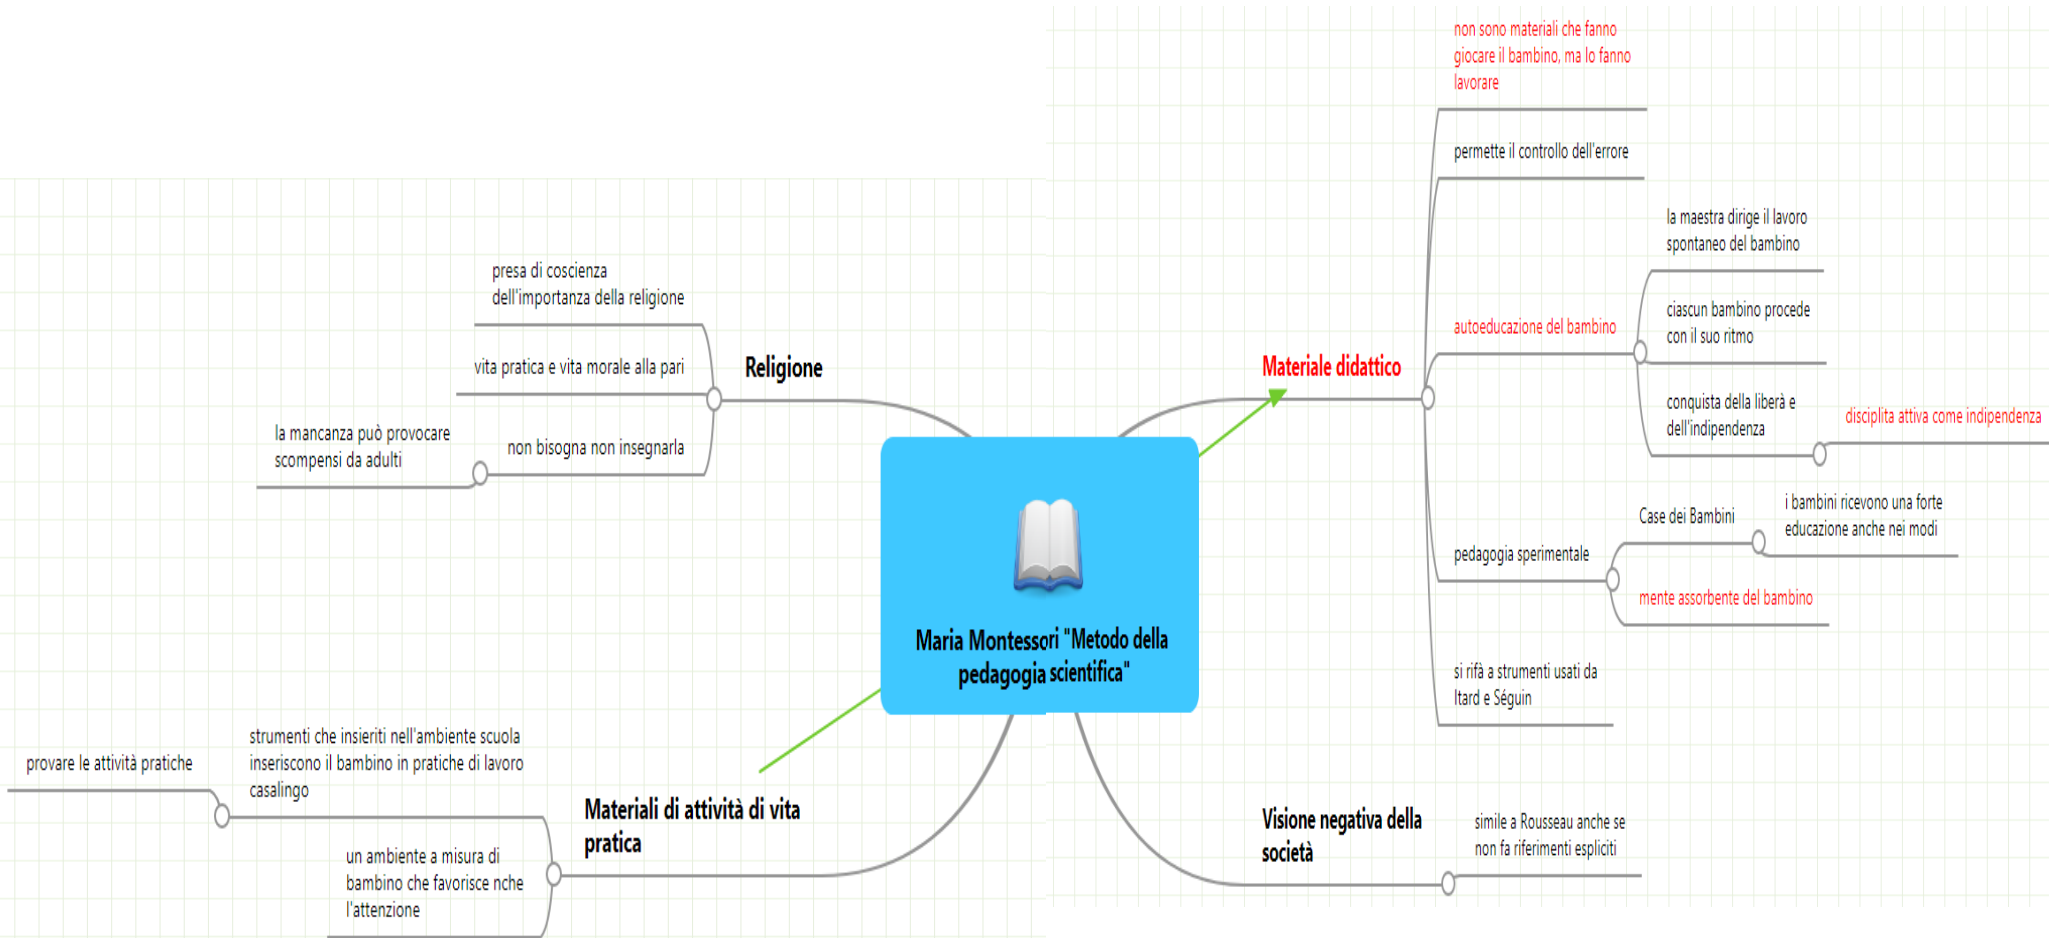 non sono materiali che fanno
giocare il bambino, ma lo fanno
lavorare
permette il controllo dell'errore
la maestra dirige il lavoro
spontaneo del bambino
autoeducazione del bambino
ciascun bambino procede
con il suo ritmo
conquista della liberà e
dell'indipendenza
disciplita attiva come indipendenza
Materiale didattico
Case dei Bambini
i bambini ricevono una forte
educazione anche nei modi
pedagogia sperimentale
mente assorbente del bambino
si rifà a strumenti usati da
Itard e Séguin
presa di coscienza
dell'importanza della religione
vita pratica e vita morale alla pari
Religione
non bisogna non insegnarla
la mancanza può provocare
scompensi da adulti
Maria Montessori "Metodo della
pedagogia scientifica"
strumenti che insieriti nell'ambiente scuola
inseriscono il bambino in pratiche di lavoro
casalingo
provare le attività pratiche
Materiali di attività di vita
pratica
un ambiente a misura di
bambino che favorisce nche
l'attenzione
Visione negativa della
società
simile a Rousseau anche se
non fa riferimenti espliciti